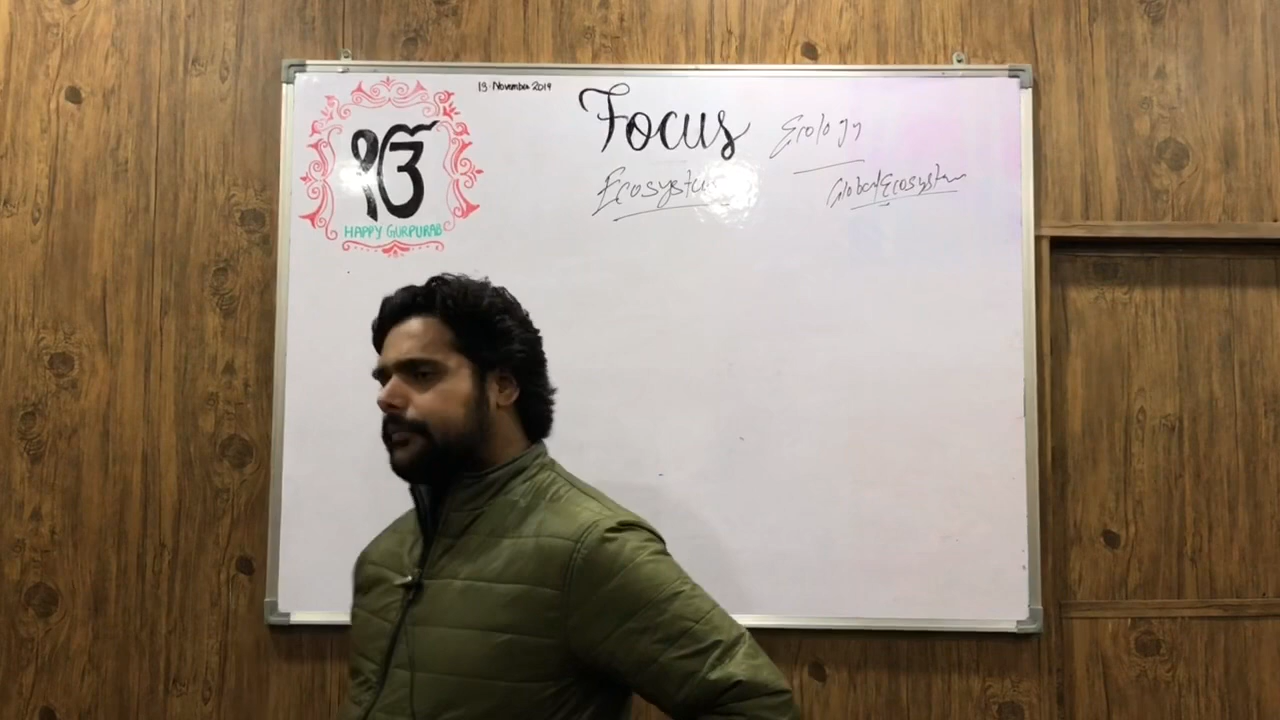 13 November 2019
ੴ
HAPPY GURPURAB
Focus
Ecology
Ecosystem
Global Ecosystem